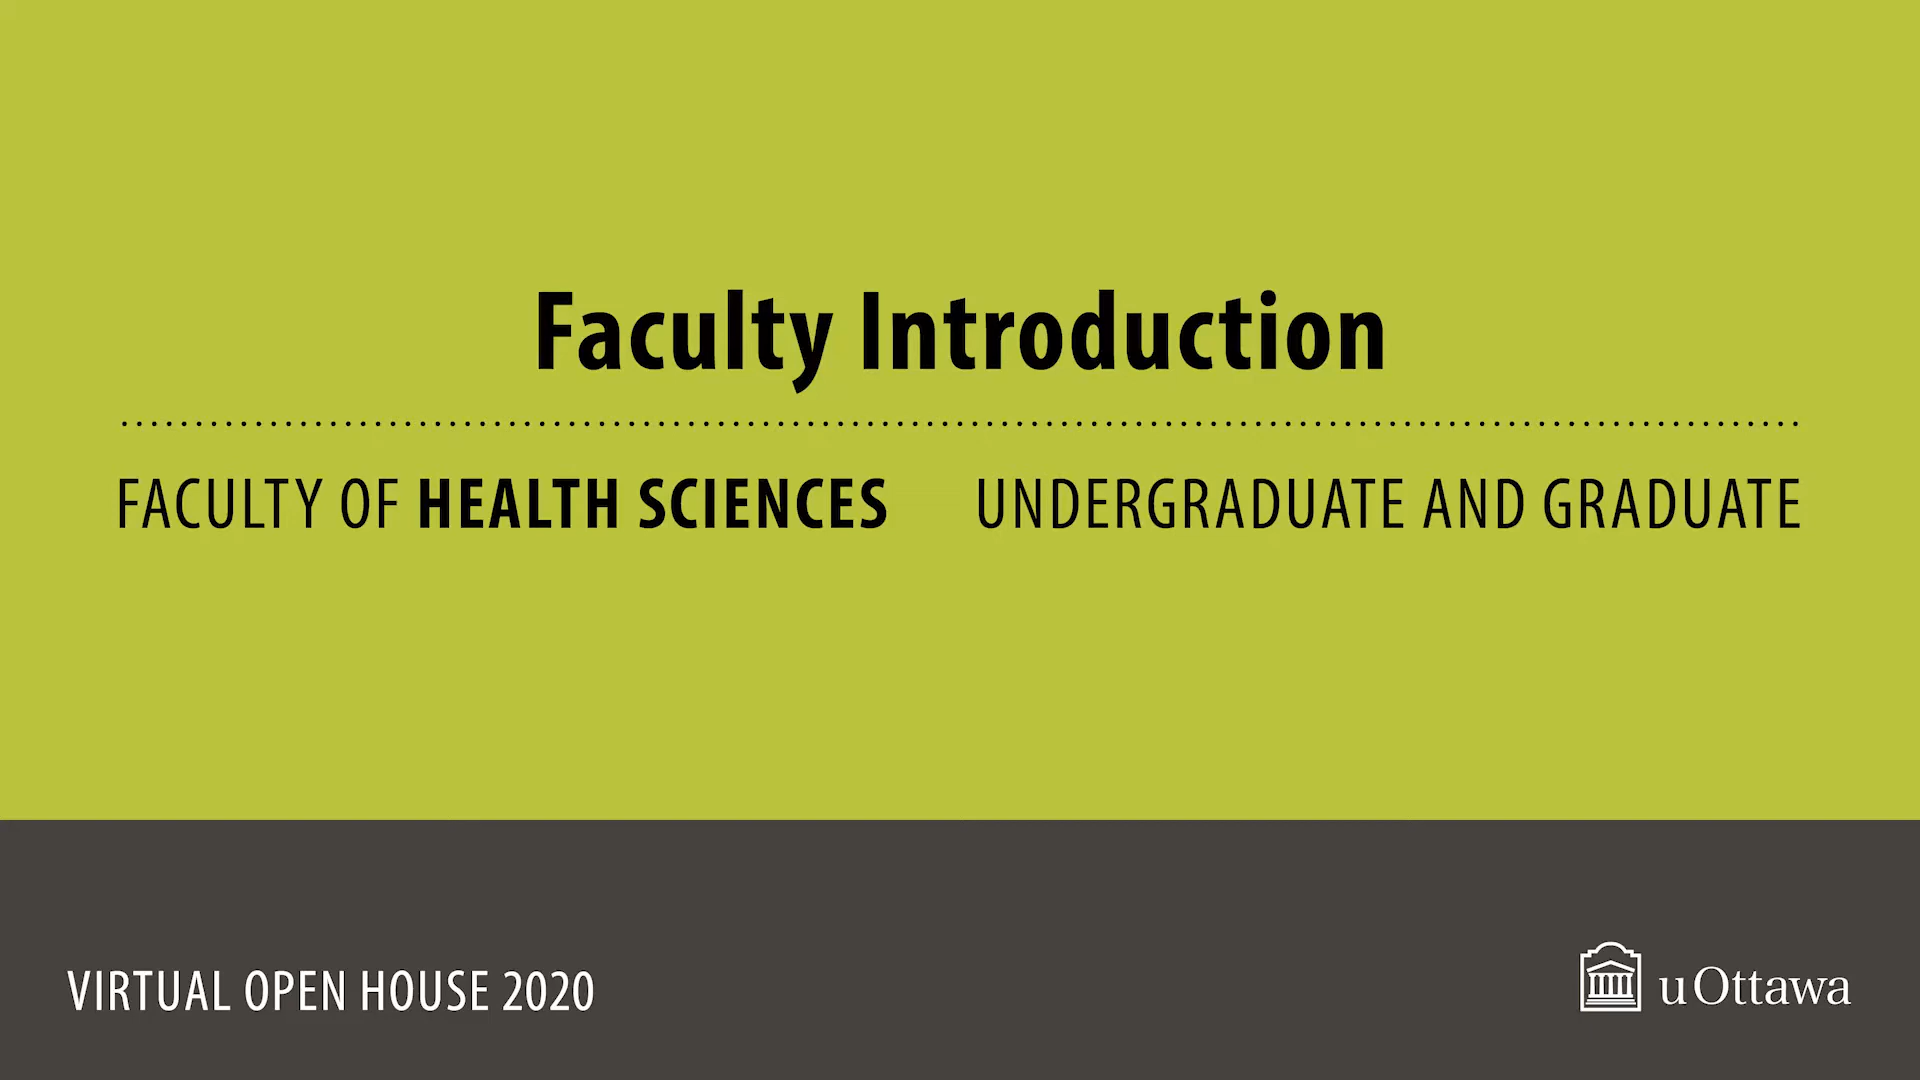 Faculty Introduction
FACULTY OF HEALTH SCIENCES UNDERGRADUATE AND GRADUATE
VIRTUAL OPEN HOUSE 2020
uOttawa